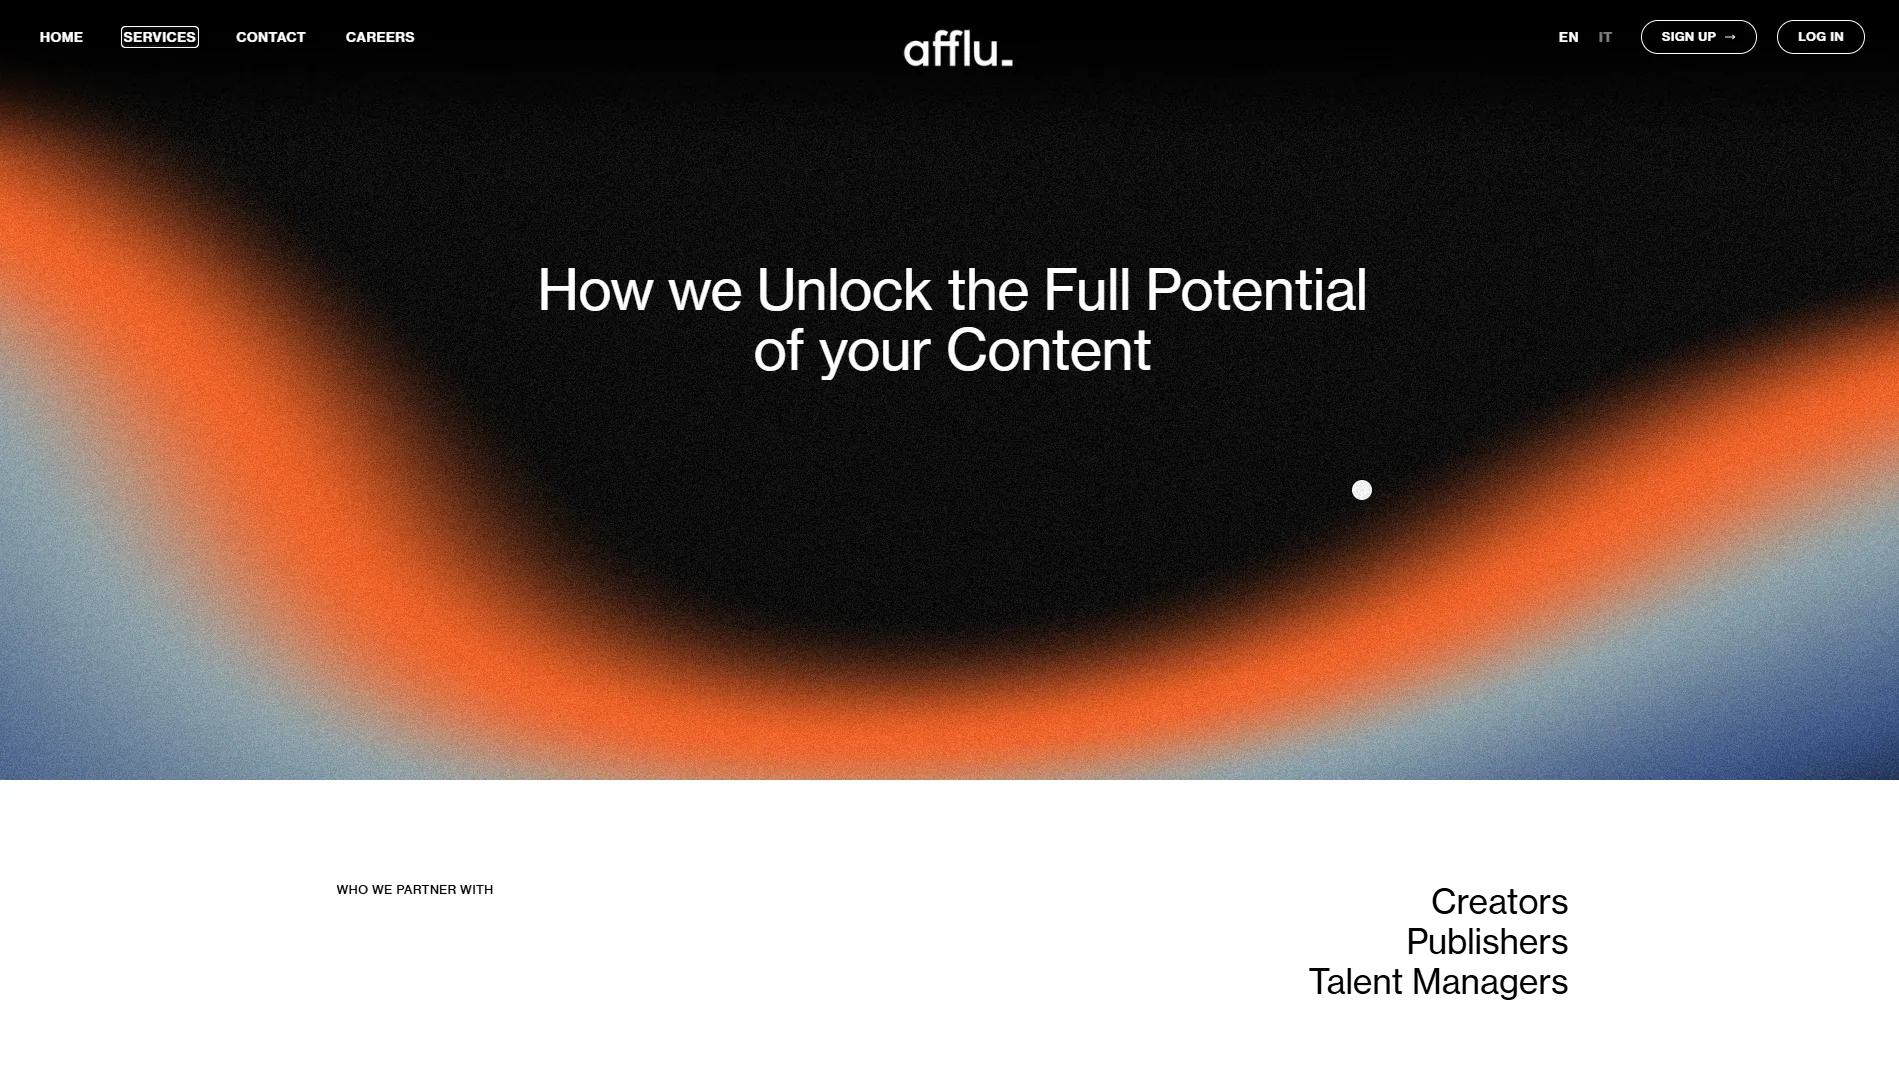 HOME SERVICES CONTACT CAREERS
afflu_
EN IT SIGN UP → LOG IN
How we Unlock the Full Potential
of your Content
WHO WE PARTNER WITH
Creators
Publishers
Talent Managers